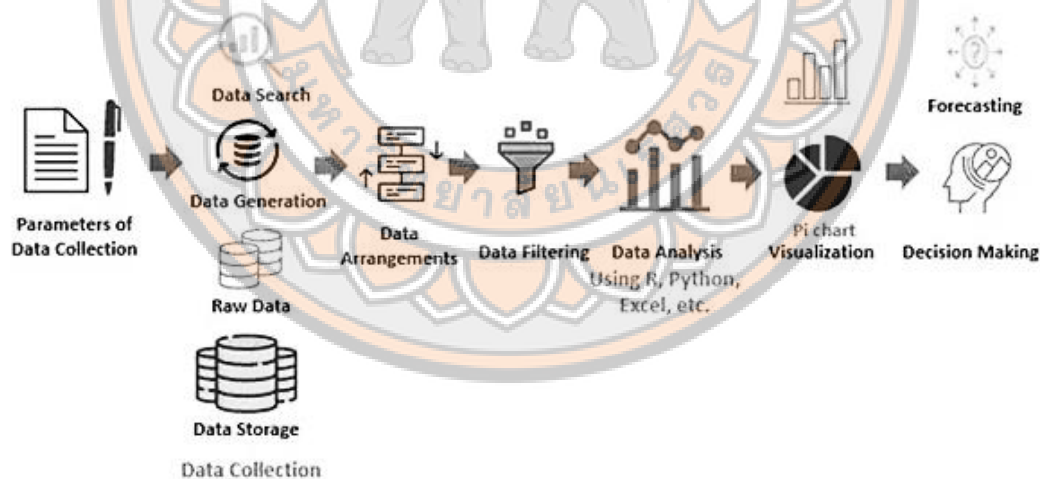 Data Search
Forecasting
Parameters of
Data Collection
Data Generation
Data
Arrangements
Data Filtering
Data Analysis
Using R, Python,
Excel, etc.
Pi chart
Visualization
Decision Making
Raw Data
Data Storage
Data Collection